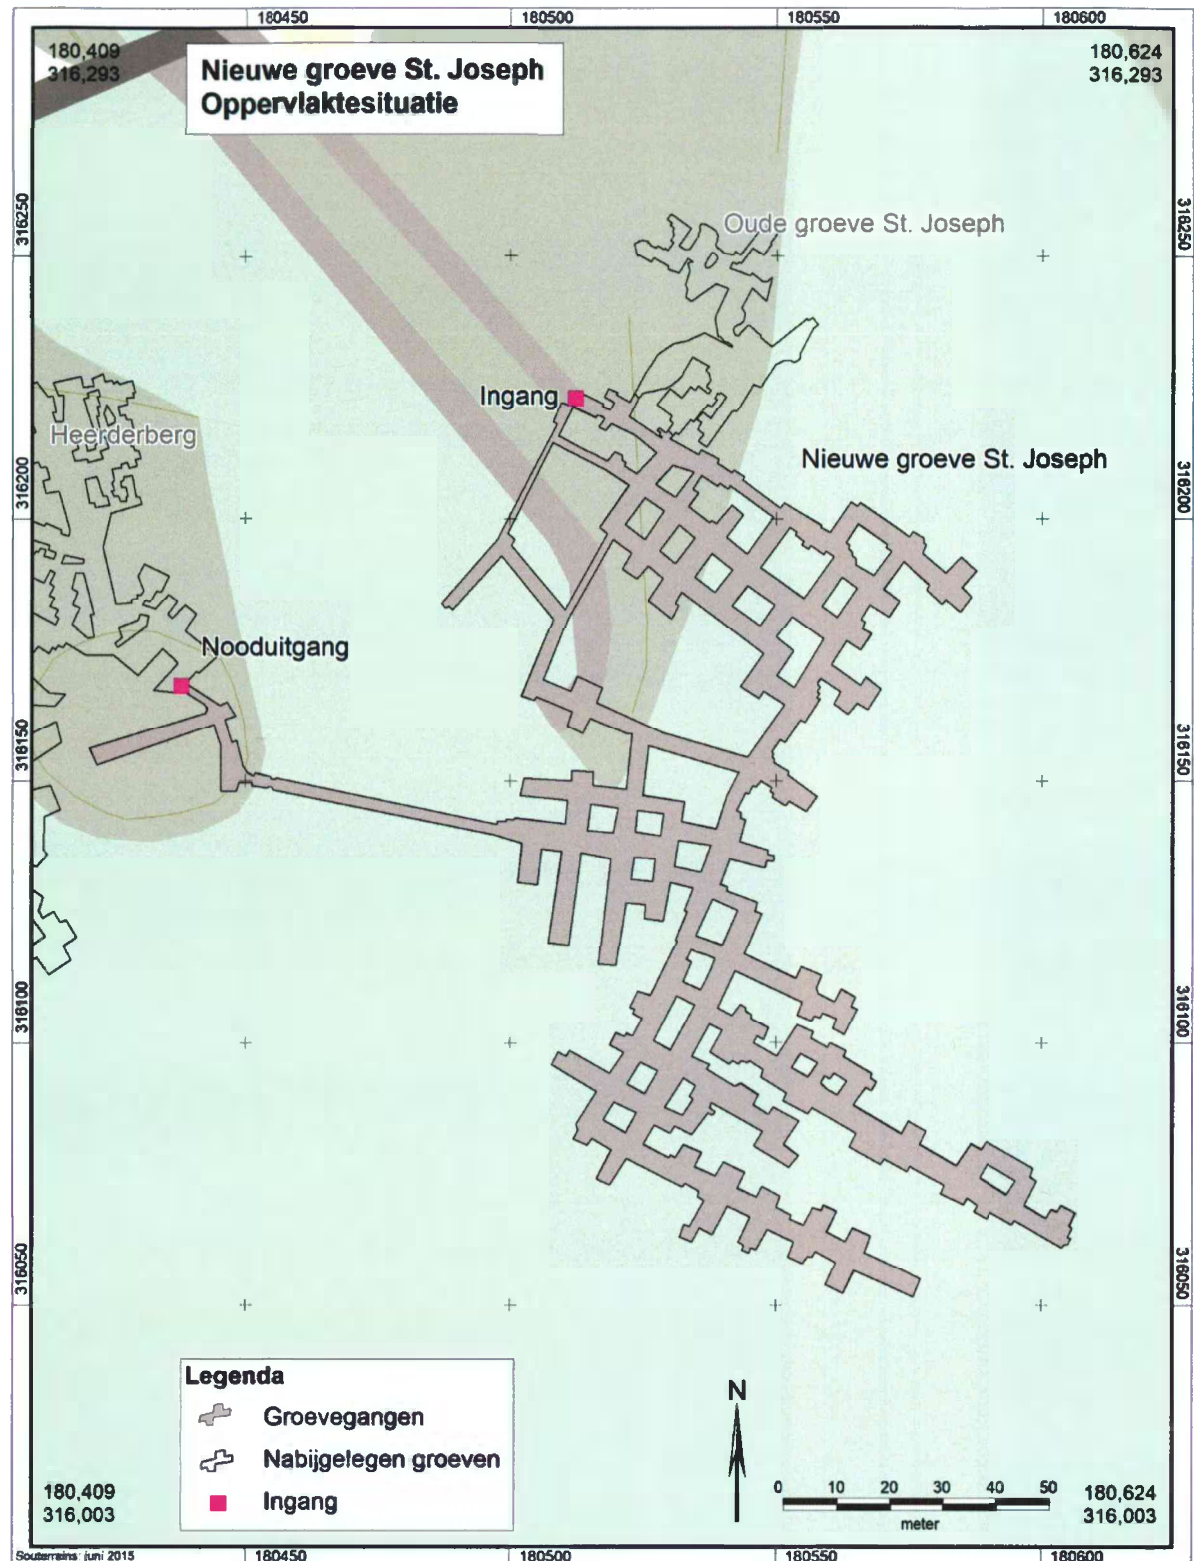 180450 180500 180550 180600
180,409
316,293
Nieuwe groeve St. Joseph
Oppervlaktesituatie
180,624
316,293
316250
316250
Oude groeve St. Joseph
Ingang
Heerderberg
Nieuwe groeve St. Joseph
316200
316200
Nooduitgang
316150
316150
316100
316100
316050
316050
Legenda
Groevegangen
Nabijgelegen groeven
Ingang
N
0 10 20 30 40 50
meter
180,409
316,003
180,624
316,003
Souterrains: juni 2015
180450 180500 180550 180600